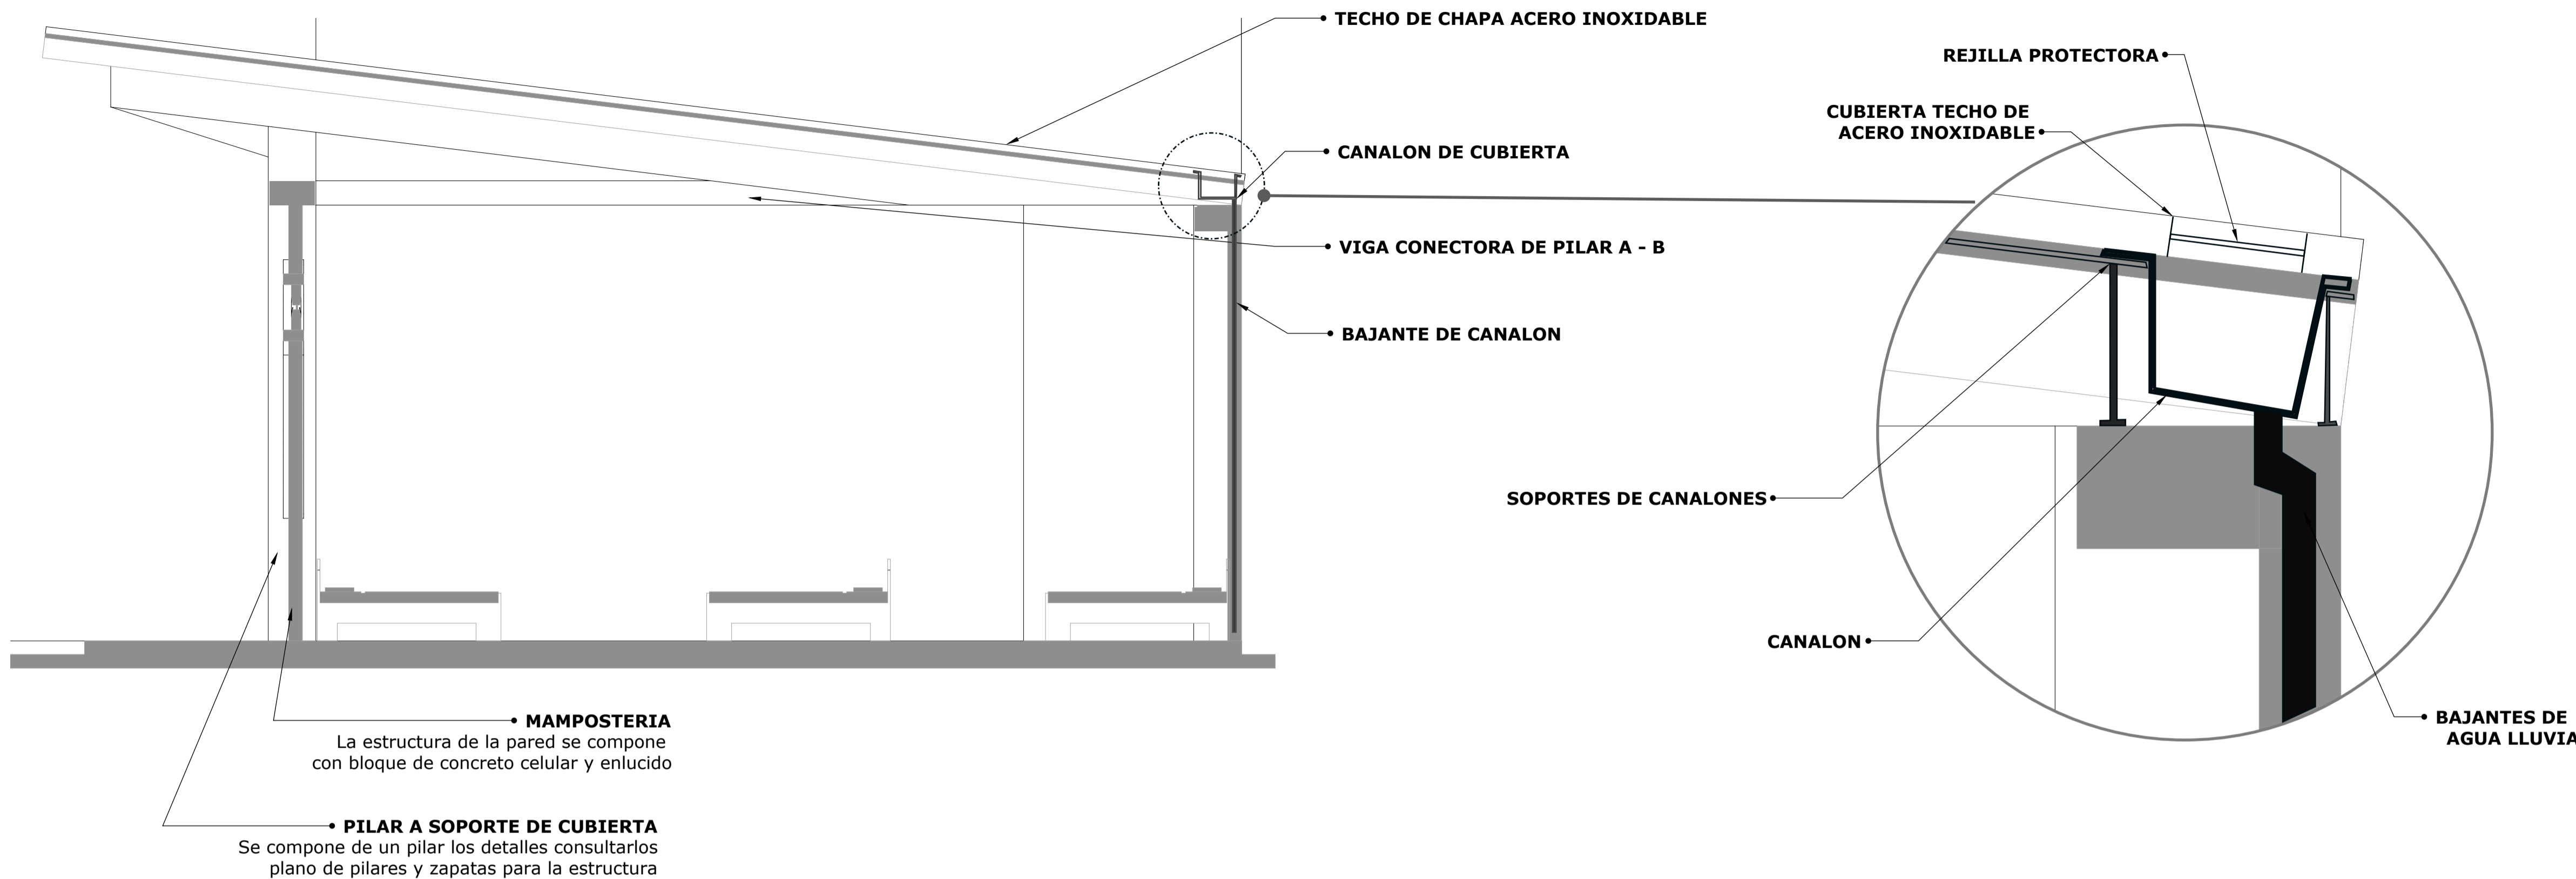 TECHO DE CHAPA ACERO INOXIDABLE
CANALON DE CUBIERTA
VIGA CONECTORA DE PILAR A - B
BAJANTE DE CANALON
MAMPOSTERIA
La estructura de la pared se compone
con bloque de concreto celular y enlucido
PILAR A SOPORTE DE CUBIERTA
Se compone de un pilar los detalles consultarlos
plano de pilares y zapatas para la estructura
REJILLA PROTECTORA
CUBIERTA TECHO DE
ACERO INOXIDABLE
SOPORTES DE CANALONES
CANALON
BAJANTES DE
AGUA LLUVIA